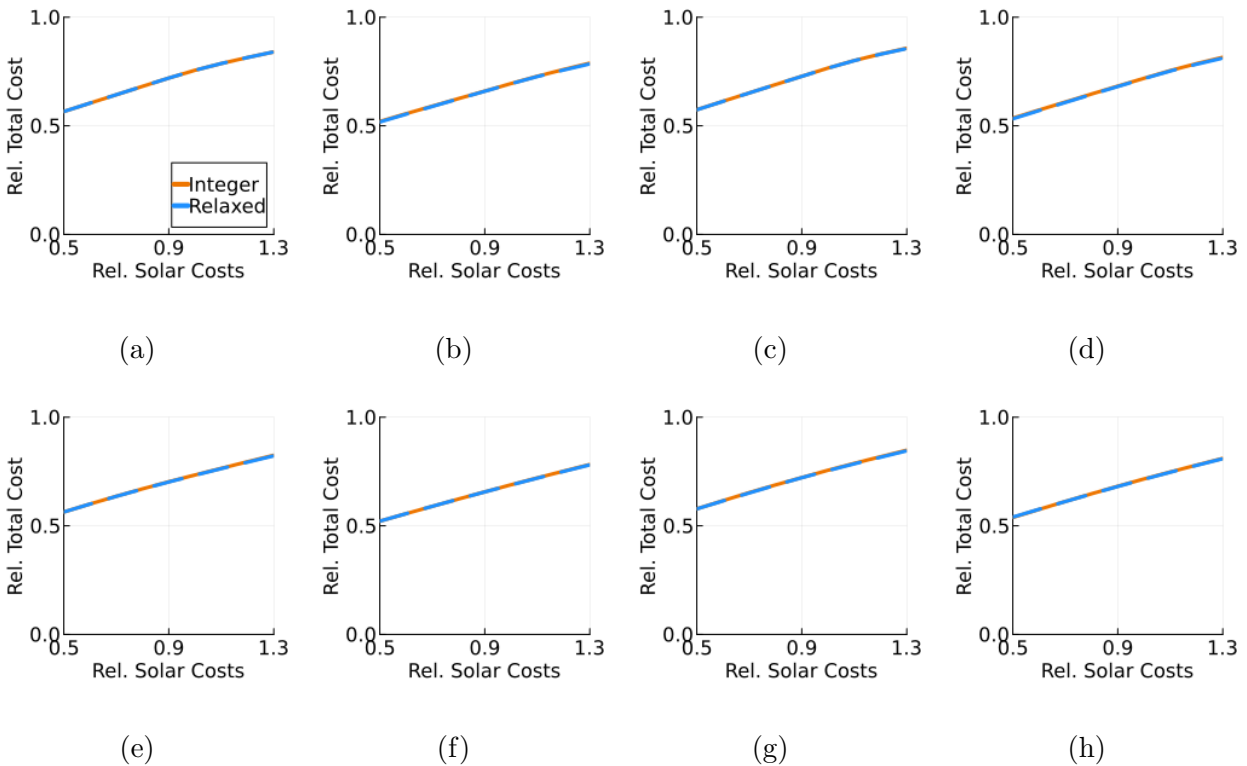 1.0
Rel. Total Cost
0.5
0.0
0.5
0.9
1.3
Rel. Solar Costs
Integer
Relaxed
(a)
1.0
Rel. Total Cost
0.5
0.0
0.5
0.9
1.3
Rel. Solar Costs
(b)
1.0
Rel. Total Cost
0.5
0.0
0.5
0.9
1.3
Rel. Solar Costs
(c)
1.0
Rel. Total Cost
0.5
0.0
0.5
0.9
1.3
Rel. Solar Costs
(d)
1.0
Rel. Total Cost
0.5
0.0
0.5
0.9
1.3
Rel. Solar Costs
(e)
1.0
Rel. Total Cost
0.5
0.0
0.5
0.9
1.3
Rel. Solar Costs
(f)
1.0
Rel. Total Cost
0.5
0.0
0.5
0.9
1.3
Rel. Solar Costs
(g)
1.0
Rel. Total Cost
0.5
0.0
0.5
0.9
1.3
Rel. Solar Costs
(h)